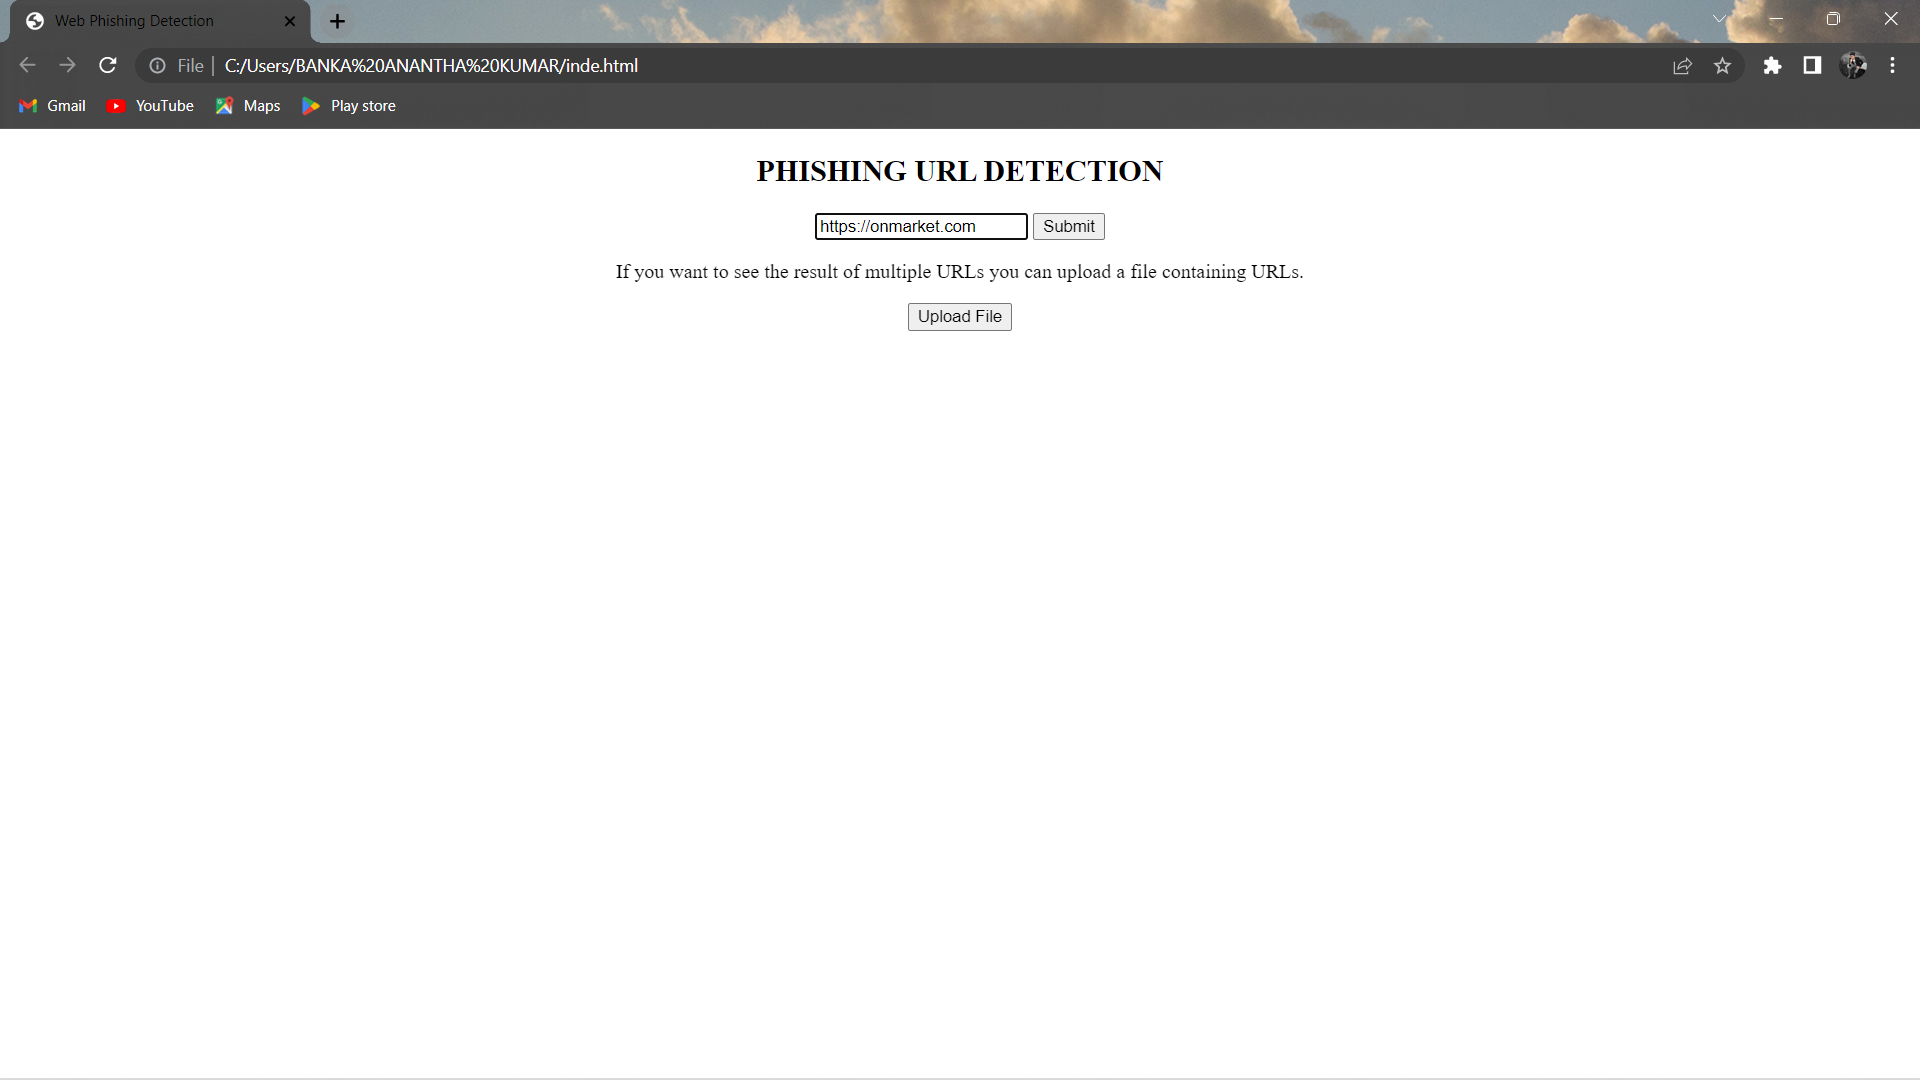 Web Phishing Detection
File | C:/Users/BANKA%20ANANTHA%20KUMAR/inde.html
Gmail YouTube Maps Play store
PHISHING URL DETECTION
https://onmarket.com Submit
If you want to see the result of multiple URLs you can upload a file containing URLs.
Upload File